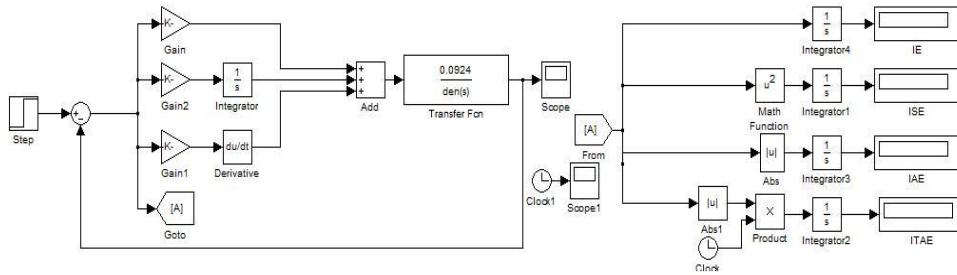 K-
Gain
K-
Gain2
1
s
Integrator
K-
Gain1
du/dt
Derivative
Step
+
−
[A]
Goto
+
+
+
Add
0.0924
den(s)
Transfer Fcn
Scope
Clock1
Scope1
[A]
From
1
s
Integrator4
IE
u²
Math
Function
1
s
Integrator1
ISE
|u|
Abs
1
s
Integrator3
IAE
|u|
Abs1
×
Product
1
s
Integrator2
ITAE
Clock